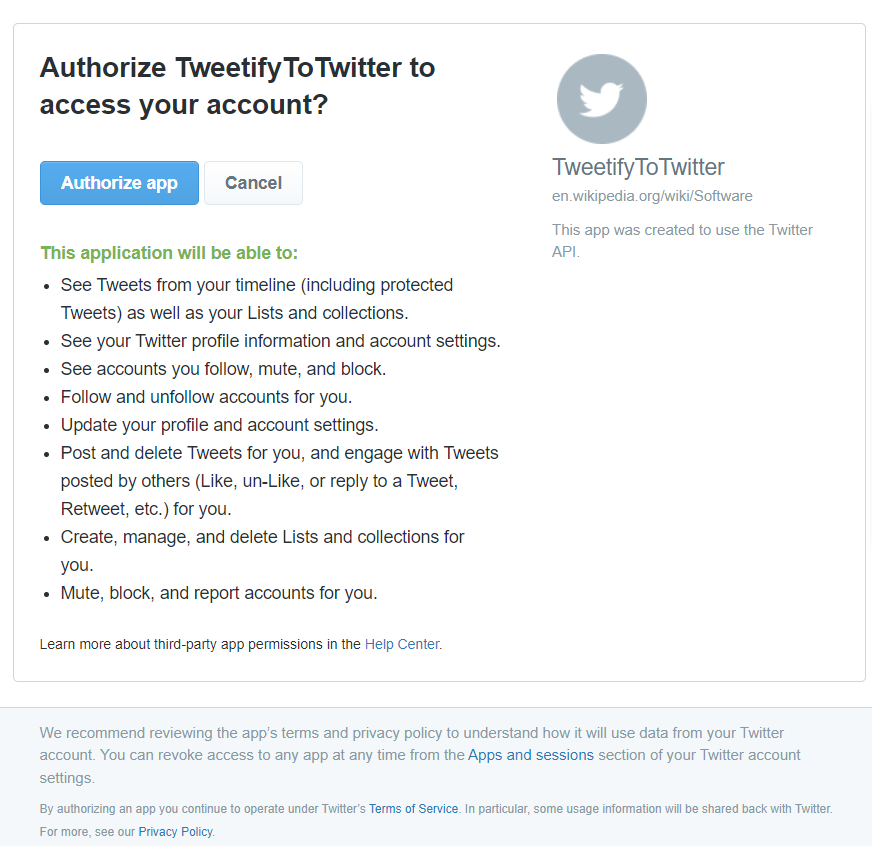 Authorize TweetifyToTwitter to
access your account?
Authorize app
Cancel
This application will be able to:
See Tweets from your timeline (including protected
Tweets) as well as your Lists and collections.
See your Twitter profile information and account settings.
See accounts you follow, mute, and block.
Follow and unfollow accounts for you.
Update your profile and account settings.
Post and delete Tweets for you, and engage with Tweets
posted by others (Like, un-Like, or reply to a Tweet,
Retweet, etc.) for you.
Create, manage, and delete Lists and collections for
you.
Mute, block, and report accounts for you.
Learn more about third-party app permissions in the Help Center.
TweetifyToTwitter
en.wikipedia.org/wiki/Software
This app was created to use the Twitter
API.
We recommend reviewing the app's terms and privacy policy to understand how it will use data from your Twitter
account. You can revoke access to any app at any time from the Apps and sessions section of your Twitter account
settings.
By authorizing an app you continue to operate under Twitter's Terms of Service. In particular, some usage information will be shared back with Twitter.
For more, see our Privacy Policy.